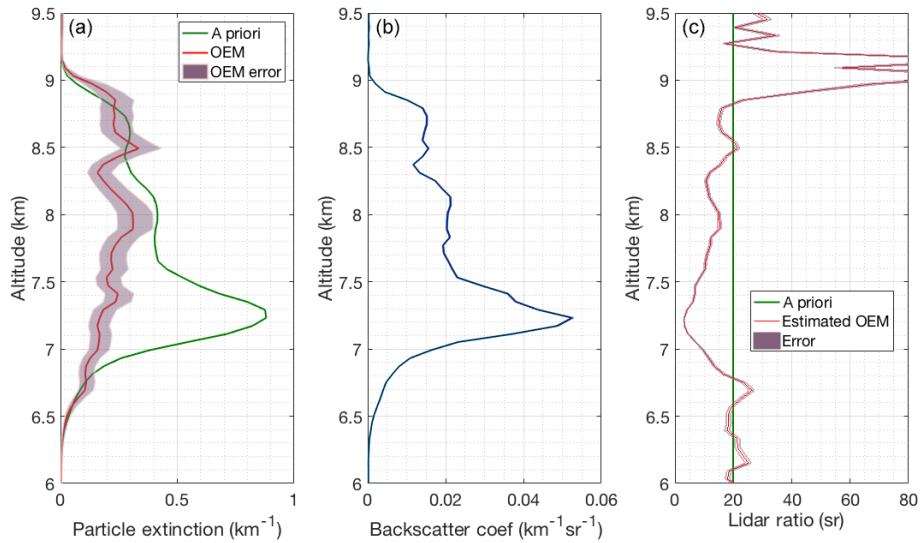 (a)
A priori
OEM
OEM error
9.5
9
8.5
8
7.5
7
6.5
6
Altitude (km)
0
0.5
1
Particle extinction (km⁻¹)
(b)
9.5
9
8.5
8
7.5
7
6.5
6
Altitude (km)
0
0.02
0.04
0.06
Backscatter coef (km⁻¹sr⁻¹)
(c)
9.5
9
8.5
8
7.5
7
6.5
6
Altitude (km)
A priori
Estimated OEM
Error
0
20
40
60
80
Lidar ratio (sr)